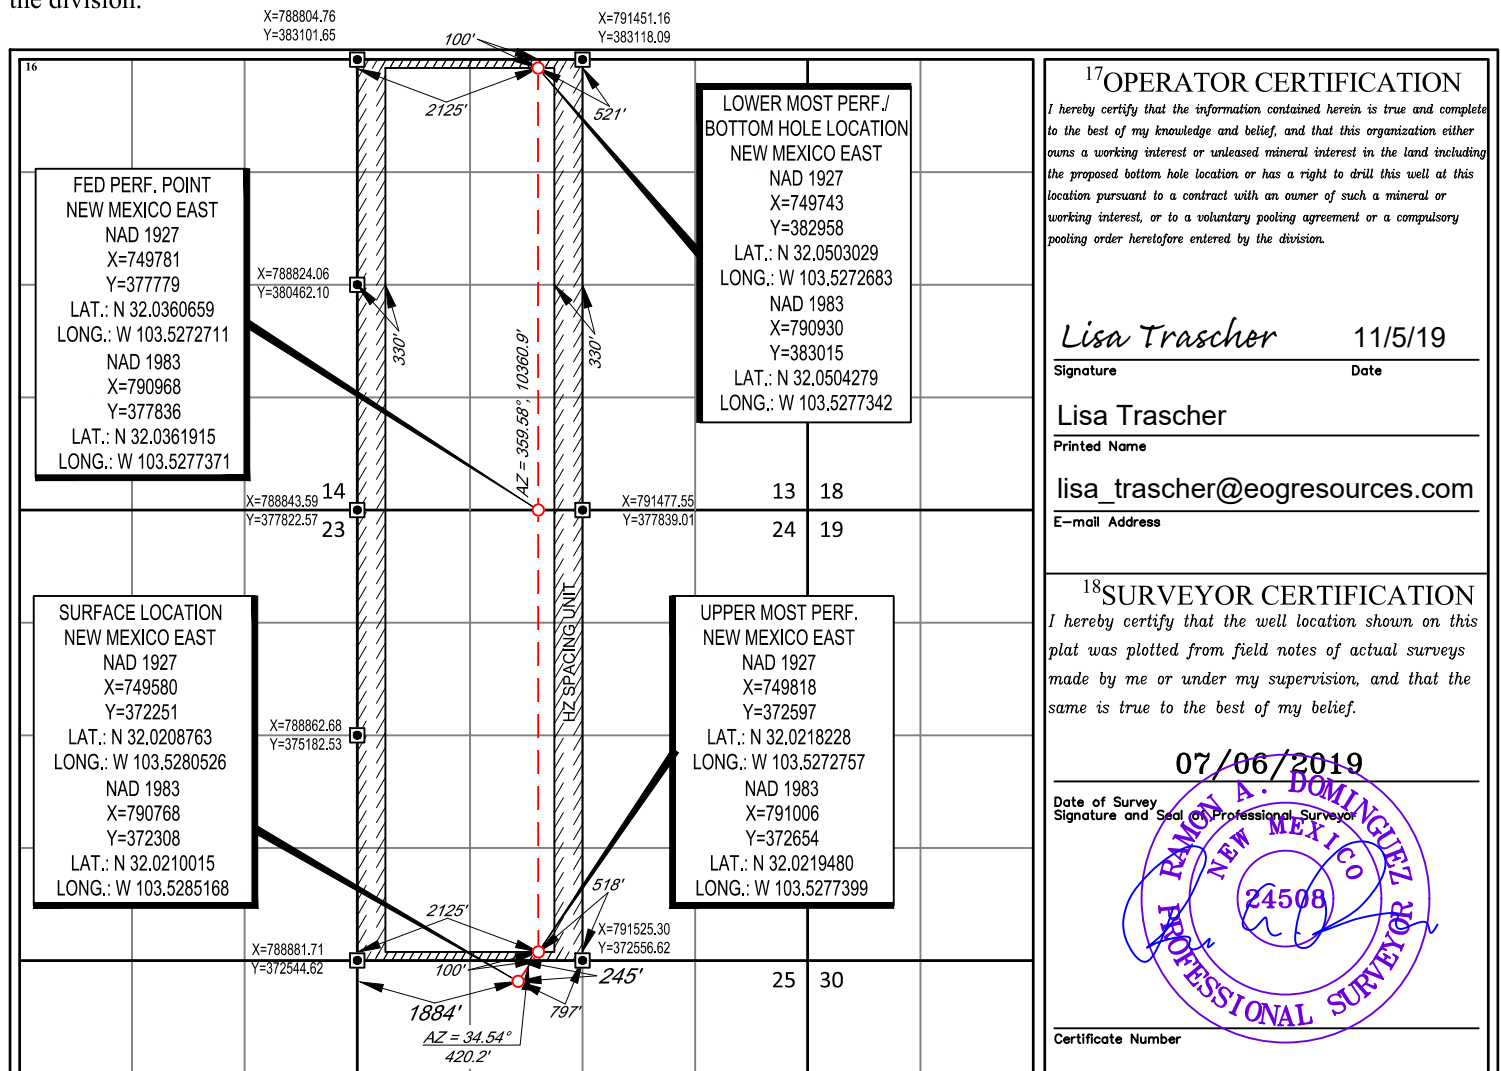 the division.
X=788804.76
Y=383101.65
X=791451.16
Y=383118.09
100'
16
2125'
521'
LOWER MOST PERF./
BOTTOM HOLE LOCATION
NEW MEXICO EAST
NAD 1927
X=749743
Y=382958
LAT.: N 32.0503029
LONG.: W 103.5272683
NAD 1983
X=790930
Y=383015
LAT.: N 32.0504279
LONG.: W 103.5277342
FED PERF. POINT
NEW MEXICO EAST
NAD 1927
X=749781
Y=377779
LAT.: N 32.0360659
LONG.: W 103.5272711
NAD 1983
X=790968
Y=377836
LAT.: N 32.0361915
LONG.: W 103.5277371
X=788824.06
Y=380462.10
330'
330'
AZ = 359.58°, 10360.9'
14
X=788843.59
Y=377822.57
23
X=791477.55
Y=377839.01
13 18
24 19
SURFACE LOCATION
NEW MEXICO EAST
NAD 1927
X=749580
Y=372251
LAT.: N 32.0208763
LONG.: W 103.5280526
NAD 1983
X=790768
Y=372308
LAT.: N 32.0210015
LONG.: W 103.5285168
HZ SPACING UNIT
UPPER MOST PERF.
NEW MEXICO EAST
NAD 1927
X=749818
Y=372597
LAT.: N 32.0218228
LONG.: W 103.5272757
NAD 1983
X=791006
Y=372654
LAT.: N 32.0219480
LONG.: W 103.5277399
X=788862.68
Y=375182.53
2125'
518'
X=788881.71
Y=372544.62
X=791525.30
Y=372556.62
100'
245'
25 30
1884'
797'
AZ = 34.54°
420.2'
17OPERATOR CERTIFICATION
I hereby certify that the information contained herein is true and complete
to the best of my knowledge and belief, and that this organization either
owns a working interest or unleased mineral interest in the land including
the proposed bottom hole location or has a right to drill this well at this
location pursuant to a contract with an owner of such a mineral or
working interest, or to a voluntary pooling agreement or a compulsory
pooling order heretofore entered by the division.
Lisa Trascher 11/5/19
Signature Date
Lisa Trascher
Printed Name
lisa_trascher@eogresources.com
E-mail Address
18SURVEYOR CERTIFICATION
I hereby certify that the well location shown on this
plat was plotted from field notes of actual surveys
made by me or under my supervision, and that the
same is true to the best of my belief.
07/06/2019
Date of Survey
Signature and Seal of Professional Surveyor
RAMON A. DOMINGUEZ
NEW MEXICO
24508
PROFESSIONAL SURVEYOR
Certificate Number